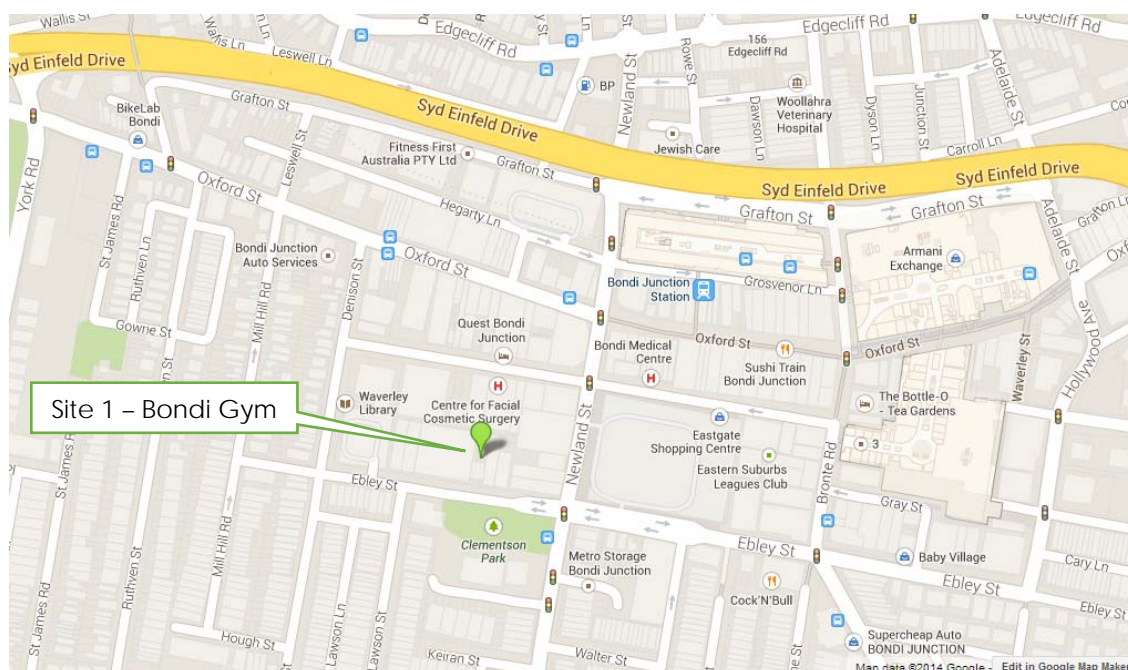 Wallis St
Wallis Ln
Leswell Ln
Edgecliff Rd
156
Edgecliff Rd
Edgecliff Rd
Edgecliff Rd
Syd Einfeld Drive
Rowe St
Newland St
BP
Woollahra
Veterinary
Hospital
Dawson Ln
Dyson Ln
Junction St
Adelaide St
BikeLab
Bondi
Grafton St
Syd Einfeld Drive
Jewish Care
Carroll Ln
York Rd
Leswell St
Fitness First
Australia PTY Ltd
Grafton St
Syd Einfeld Drive
Syd Einfeld Drive
Oxford St
Hegarty Ln
Grafton St
Grafton St
Grafton Ln
Adelaide St
St James Rd
Ruthven Ln
Bondi Junction
Auto Services
Oxford St
Armani
Exchange
Denison St
Mill Hill Rd
Bondi Junction
Station
Grosvenor Ln
Gowrie St
Quest Bondi
Junction
Bondi Medical
Centre
Oxford St
Oxford St
Sushi Train
Bondi Junction
Waverley St
Hollywood Ave
Site 1 – Bondi Gym
Waverley
Library
Centre for Facial
Cosmetic Surgery
The Bottle-O
- Tea Gardens
Eastgate
Shopping Centre
3
Newland St
Eastern Suburbs
Leagues Club
Bronte Rd
St James Rd
Ebley St
Gray St
Mill Hill Rd
Clementson
Park
Ebley St
Metro Storage
Bondi Junction
Baby Village
Cary Ln
Ruthven St
Cock'N'Bull
Ebley St
Ebley St
St James Rd
Lawson Ln
Lawson St
Hough St
Supercheap Auto
BONDI JUNCTION
Keiran St
Walter St
Map data ©2014 Google - Edit in Google Map Maker